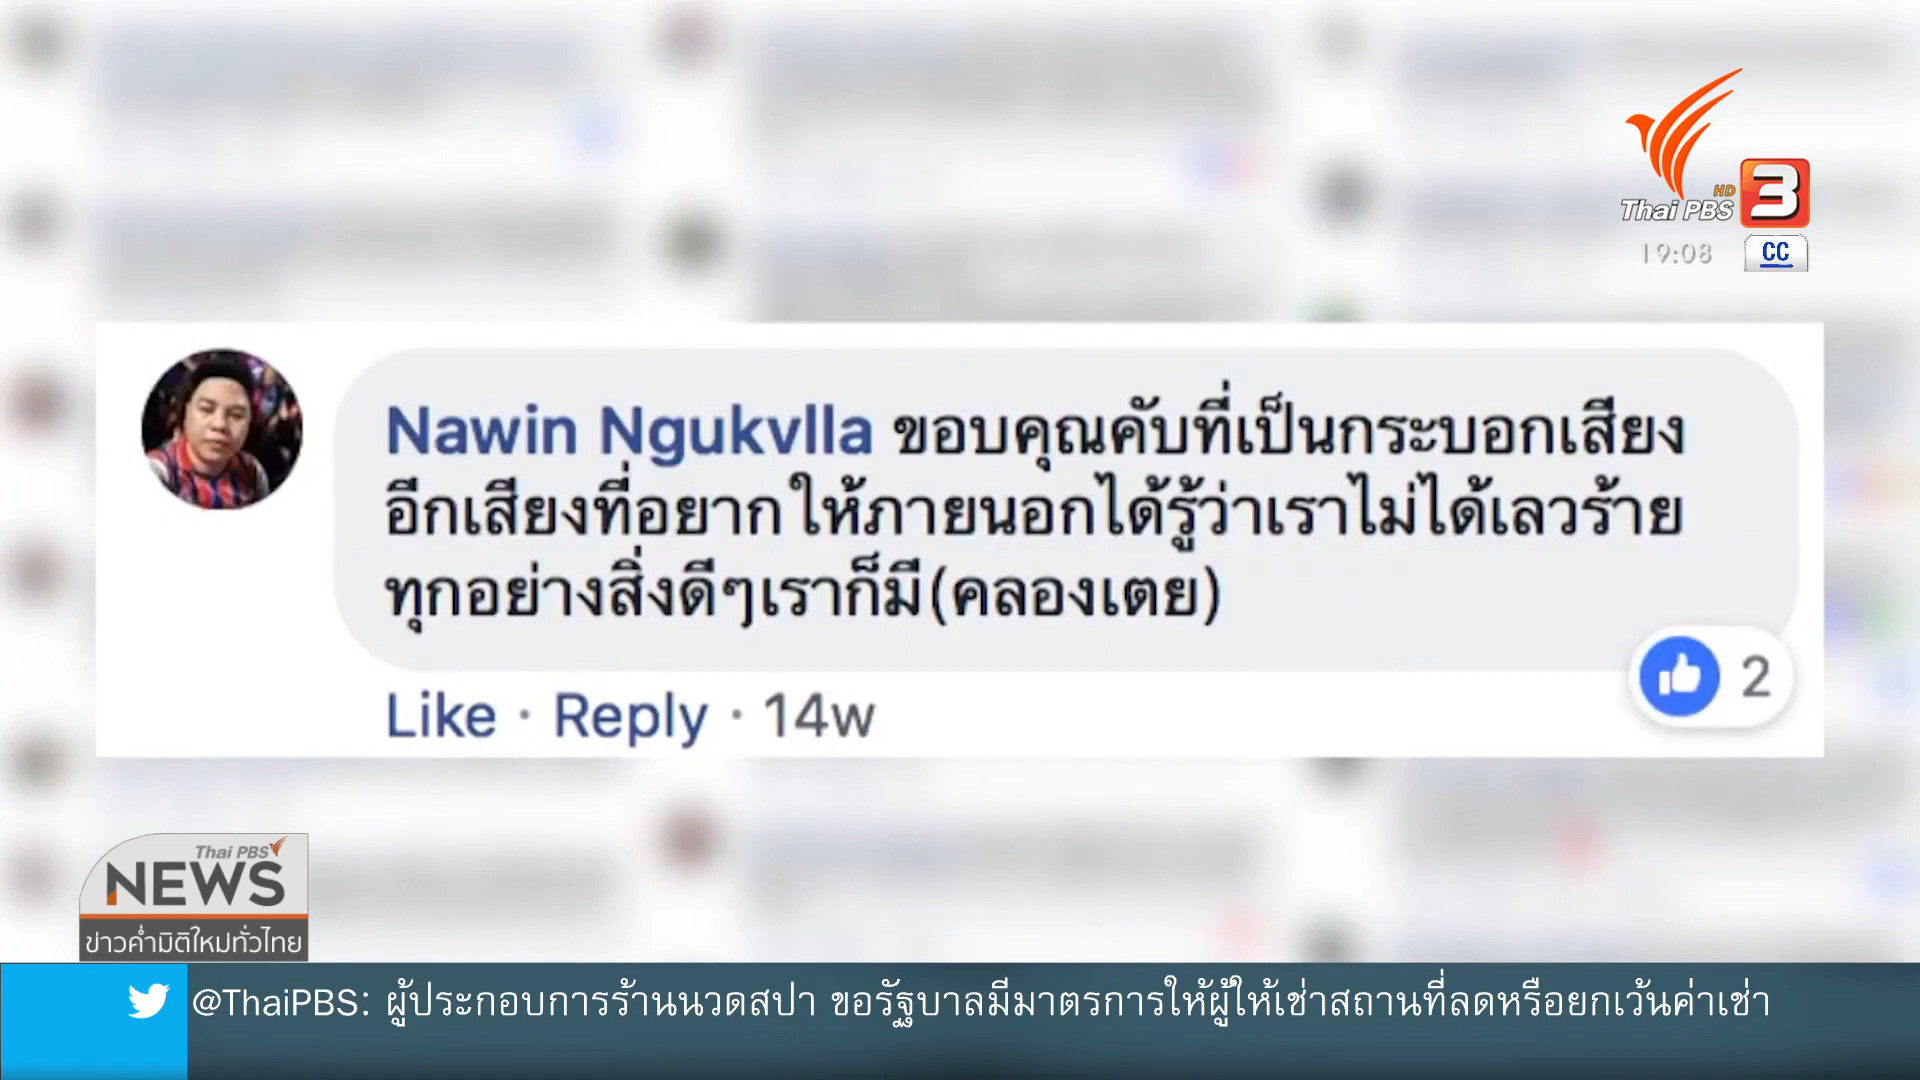 Thai PBS HD 3
19:08 CC
Nawin Ngukvlla ขอบคุณคับที่เป็นกระบอกเสียง
อีกเสียงที่อยากให้ภายนอกได้รู้ว่าเราไม่ได้เลวร้าย
ทุกอย่างสิ่งดีๆเราก็มี(คลองเตย)
2
Like · Reply · 14w
Thai PBS
NEWS
ข่าวค่ำมิติใหม่ทั่วไทย
@ThaiPBS: ผู้ประกอบการร้านนวดสปา ขอรัฐบาลมีมาตรการให้ผู้ให้เช่าสถานที่ลดหรือยกเว้นค่าเช่า